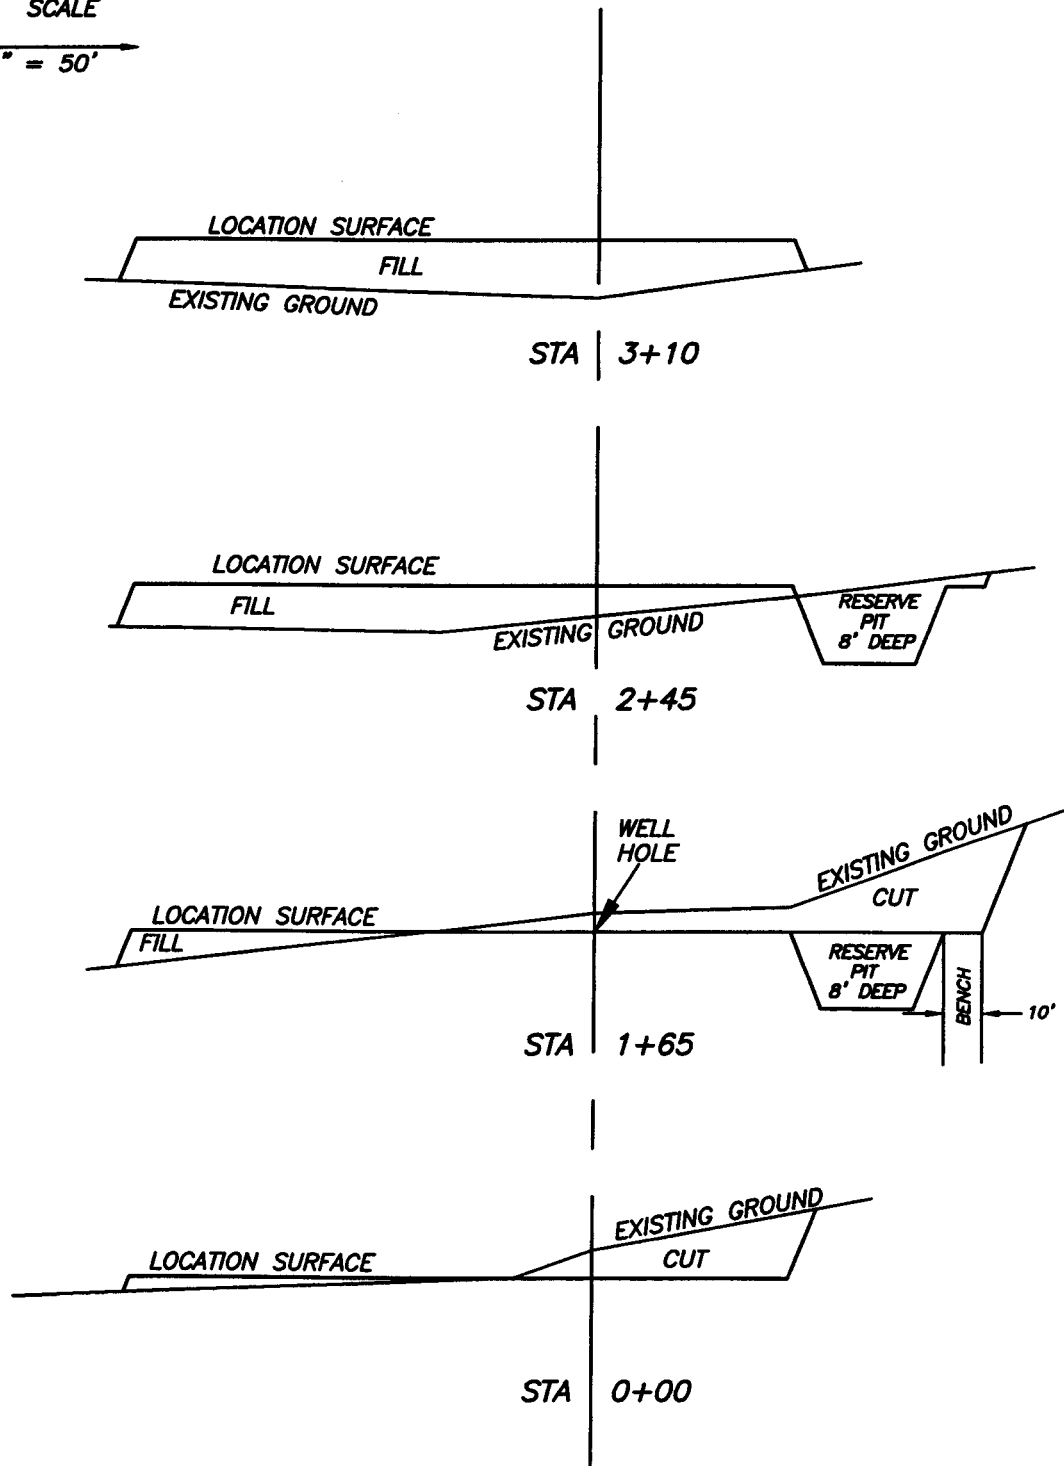 SCALE
" = 50'
LOCATION SURFACE
FILL
EXISTING GROUND
STA 3+10
LOCATION SURFACE
FILL
EXISTING GROUND
RESERVE
PIT
8' DEEP
STA 2+45
WELL
HOLE
EXISTING GROUND
CUT
LOCATION SURFACE
FILL
RESERVE
PIT
8' DEEP
BENCH
10'
STA 1+65
EXISTING GROUND
CUT
LOCATION SURFACE
STA 0+00